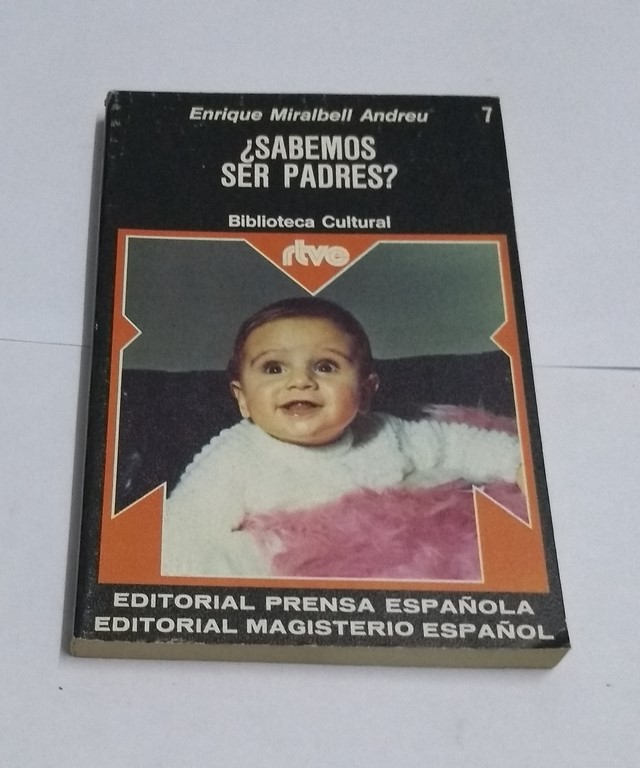 Enrique Miralbell Andreu 7
¿SABEMOS
SER PADRES?
Biblioteca Cultural
rtve
EDITORIAL PRENSA ESPAÑOLA
EDITORIAL MAGISTERIO ESPAÑOL